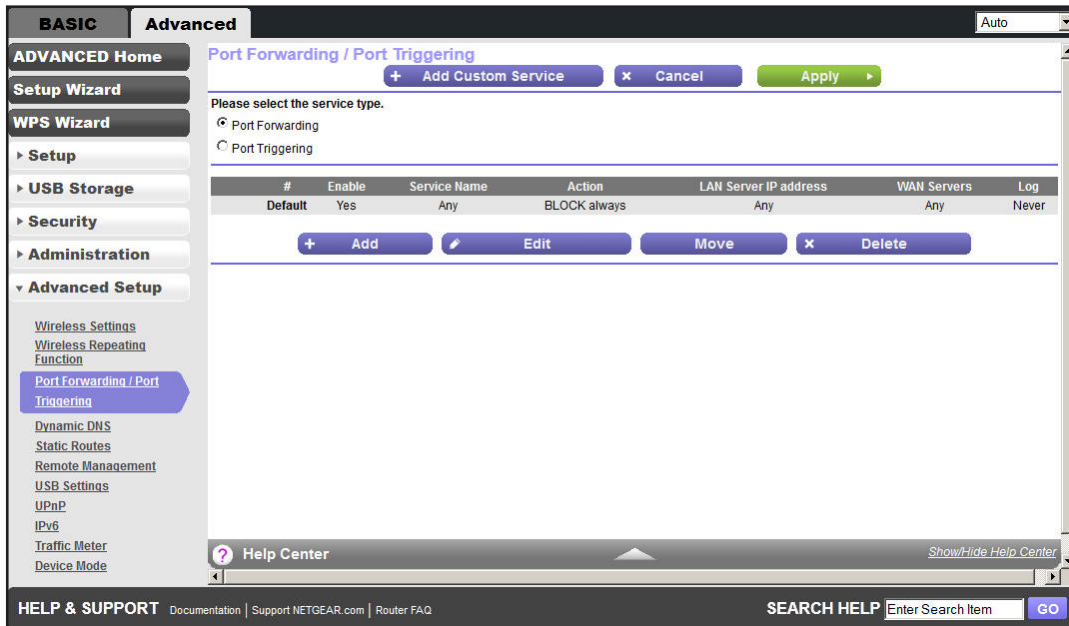 BASIC
Advanced
Auto
ADVANCED Home
Setup Wizard
WPS Wizard
Setup
USB Storage
Security
Administration
Advanced Setup
Wireless Settings
Wireless Repeating
Function
Port Forwarding / Port
Triggering
Dynamic DNS
Static Routes
Remote Management
USB Settings
UPnP
IPv6
Traffic Meter
Device Mode
Port Forwarding / Port Triggering
+ Add Custom Service
× Cancel
Apply
Please select the service type.
Port Forwarding
Port Triggering
# Enable Service Name Action LAN Server IP address WAN Servers Log
Default Yes Any BLOCK always Any Any Never
+ Add
Edit
Move
× Delete
? Help Center
Show/Hide Help Center
HELP & SUPPORT Documentation | Support NETGEAR.com | Router FAQ
SEARCH HELP Enter Search Item GO